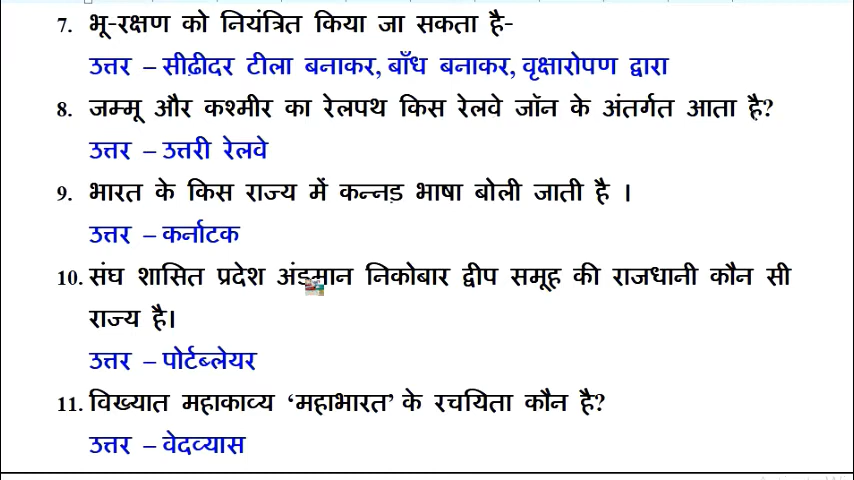 7. भू-रक्षण को नियंत्रित किया जा सकता है-
उत्तर – सीढीदर टीला बनाकर, बाँध बनाकर, वृक्षारोपण द्वारा
8. जम्मू और कश्मीर का रेलपथ किस रेलवे जॉन के अंतर्गत आता है?
उत्तर – उत्तरी रेलवे
9. भारत के किस राज्य में कन्नड़ भाषा बोली जाती है ।
उत्तर – कर्नाटक
10. संघ शासित प्रदेश अंडमान निकोबार द्वीप समूह की राजधानी कौन सी
राज्य है।
उत्तर – पोर्टब्लेयर
11. विख्यात महाकाव्य ‘महाभारत’ के रचयिता कौन है?
उत्तर – वेदव्यास